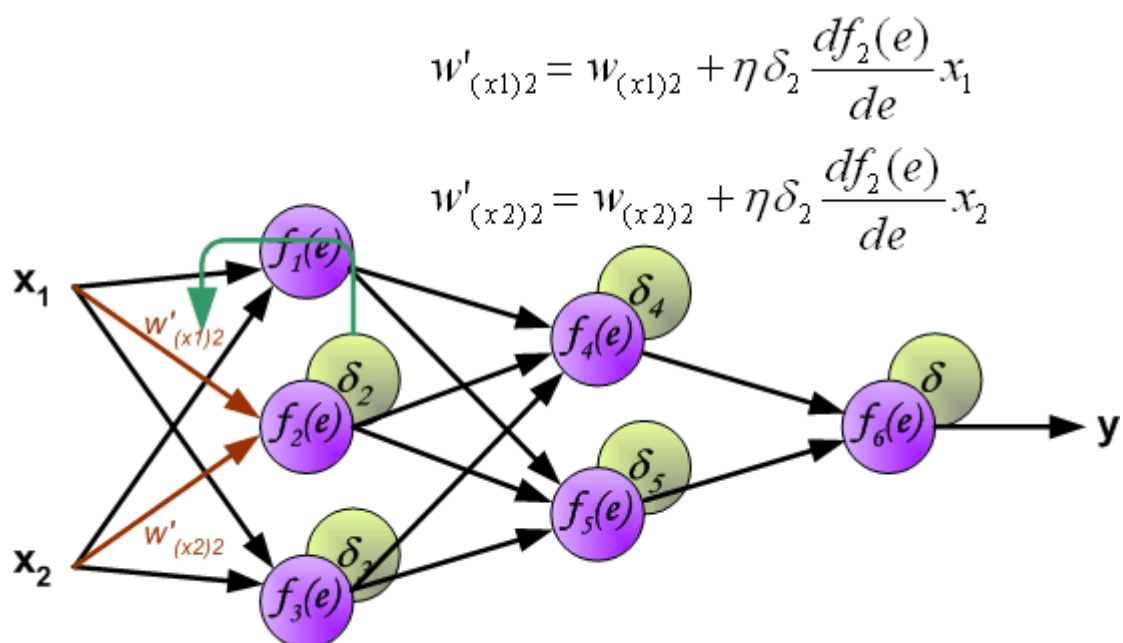 w'(x1)2 = w(x1)2 + η δ2 df2(e)/de x1
w'(x2)2 = w(x2)2 + η δ2 df2(e)/de x2
f1(e)
x1
δ4
w'(x1)2
f4(e)
δ2
δ
f2(e)
f6(e)
y
δ5
f5(e)
w'(x2)2
x2
δ3
f3(e)